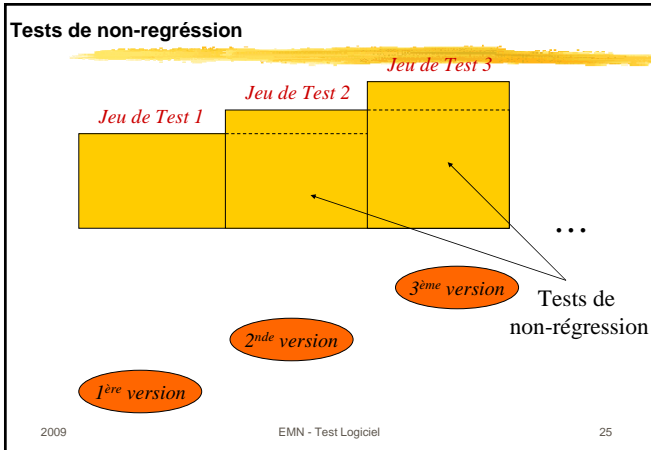 Tests de non-regréssion
Jeu de Test 3
Jeu de Test 2
Jeu de Test 1
...
3ème version
Tests de
non-régression
2nde version
1ère version
2009 EMN - Test Logiciel 25